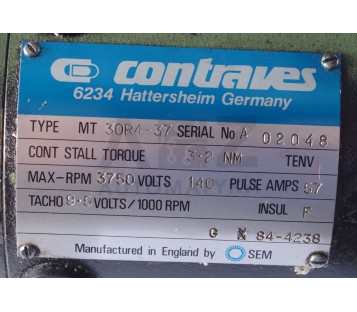 contraves
6234 Hattersheim Germany
TYPE MT 30R4-37 SERIAL No A 02048
CONT STALL TORQUE 3·2 NM TENV
MAX-RPM 3750 VOLTS 140 PULSE AMPS 57
TACHO 9·5 VOLTS/1000 RPM INSUL F
G 84-4238
Manufactured in England by SEM